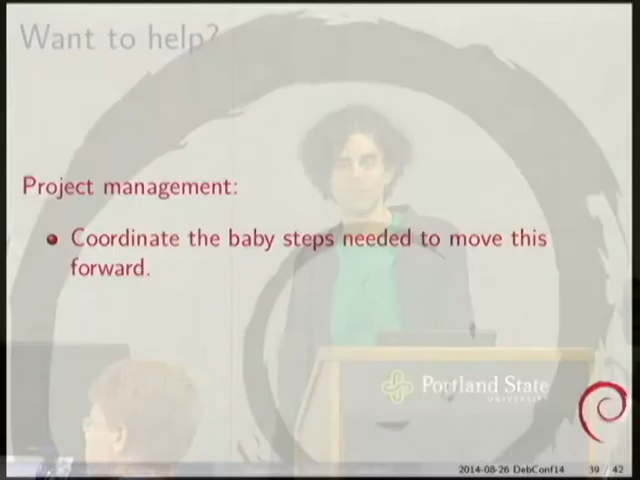 Want to help?
Project management:
Coordinate the baby steps needed to move this
forward.
Portland State
UNIVERSITY
2014-08-26 DebConf14 39 / 42